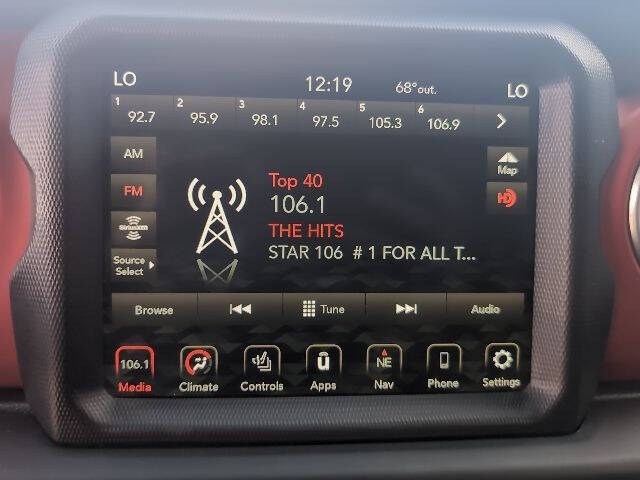 LO 12:19 68°out. LO
1 2 3 4 5 6
92.7 95.9 98.1 97.5 105.3 106.9
AM
Map
FM
HD
Top 40
106.1
THE HITS
SiriusXM
STAR 106 # 1 FOR ALL T...
Source
Select
Browse Tune Audio
106.1 ū NE
Media Climate Controls Apps Nav Phone Settings